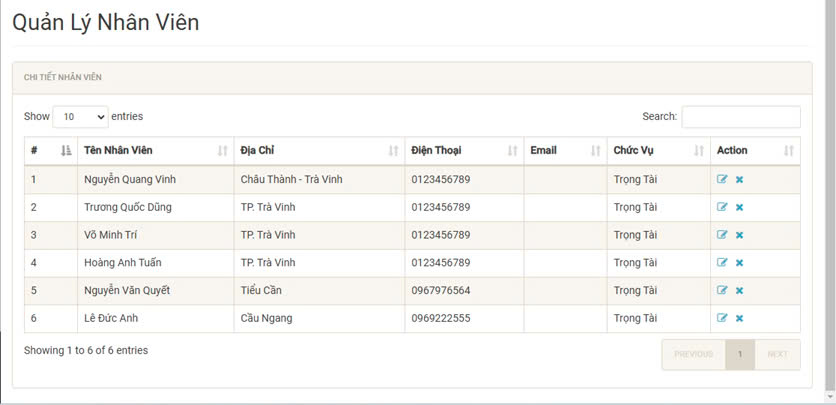 Quản Lý Nhân Viên
CHI TIẾT NHÂN VIÊN
Show 10 entries Search:
# Tên Nhân Viên Địa Chỉ Điện Thoại Email Chức Vụ Action
1 Nguyễn Quang Vinh Châu Thành - Trà Vinh 0123456789 Trọng Tài
2 Trương Quốc Dũng TP. Trà Vinh 0123456789 Trọng Tài
3 Võ Minh Trí TP. Trà Vinh 0123456789 Trọng Tài
4 Hoàng Anh Tuấn TP. Trà Vinh 0123456789 Trọng Tài
5 Nguyễn Văn Quyết Tiểu Cần 0967976564 Trọng Tài
6 Lê Đức Anh Cầu Ngang 0969222555 Trọng Tài
Showing 1 to 6 of 6 entries PREVIOUS 1 NEXT